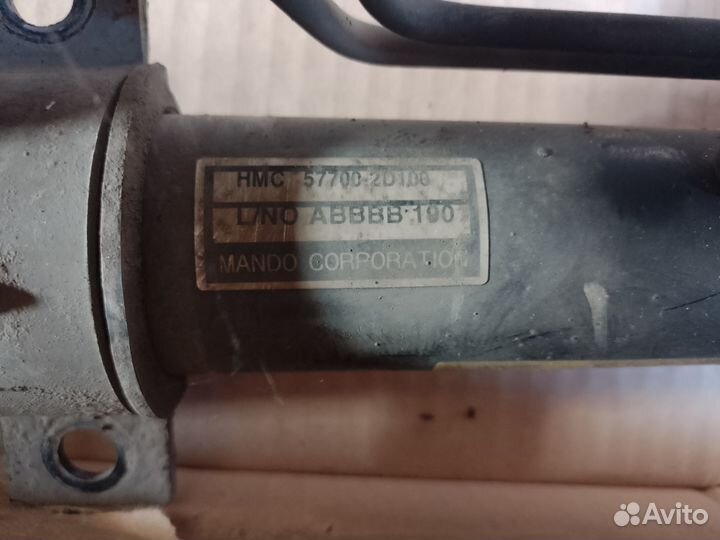 HMC 57700-2D100
L/NO ABBBB 190
MANDO CORPORATION
Avito